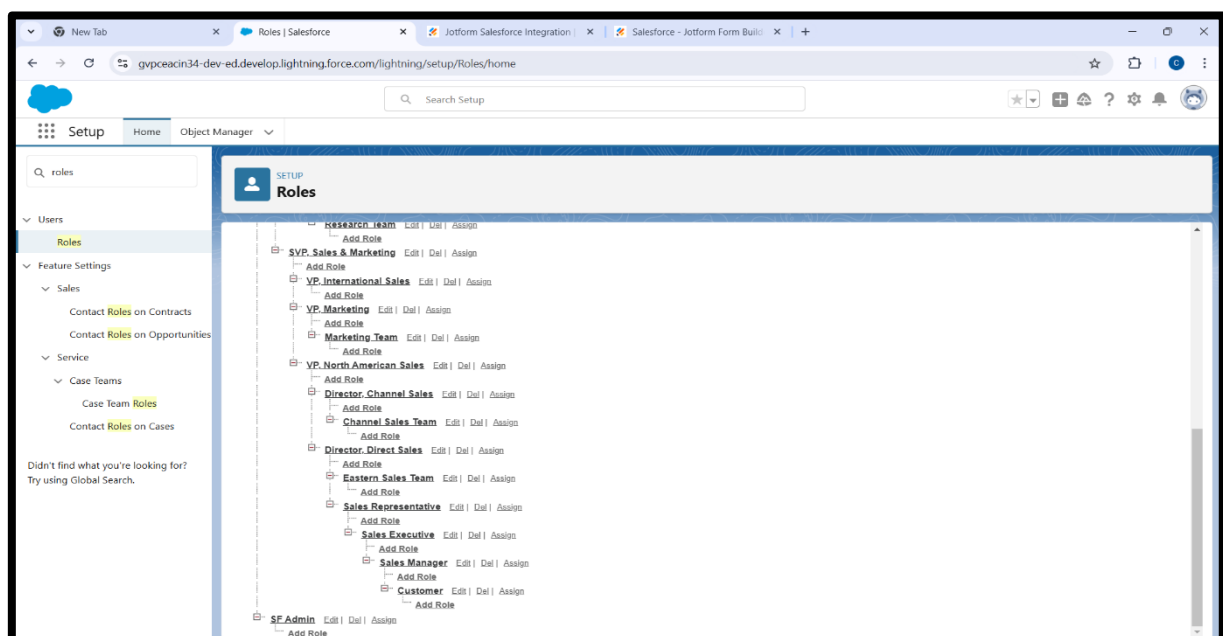 New Tab
Roles | Salesforce
Jotform Salesforce Integration |
Salesforce - Jotform Form Build
gvpceacin34-dev-ed.develop.lightning.force.com/lightning/setup/Roles/home
C
Search Setup
Setup Home Object Manager
roles
SETUP
Roles
Users
Roles
Feature Settings
Sales
Contact Roles on Contracts
Contact Roles on Opportunities
Service
Case Teams
Case Team Roles
Contact Roles on Cases
Didn't find what you're looking for?
Try using Global Search.
Research Team Edit | Del | Assign
Add Role
SVP, Sales & Marketing Edit | Del | Assign
Add Role
VP, International Sales Edit | Del | Assign
Add Role
VP, Marketing Edit | Del | Assign
Add Role
Marketing Team Edit | Del | Assign
Add Role
VP, North American Sales Edit | Del | Assign
Add Role
Director, Channel Sales Edit | Del | Assign
Add Role
Channel Sales Team Edit | Del | Assign
Add Role
Director, Direct Sales Edit | Del | Assign
Add Role
Eastern Sales Team Edit | Del | Assign
Add Role
Sales Representative Edit | Del | Assign
Add Role
Sales Executive Edit | Del | Assign
Add Role
Sales Manager Edit | Del | Assign
Add Role
Customer Edit | Del | Assign
Add Role
SF Admin Edit | Del | Assign
Add Role